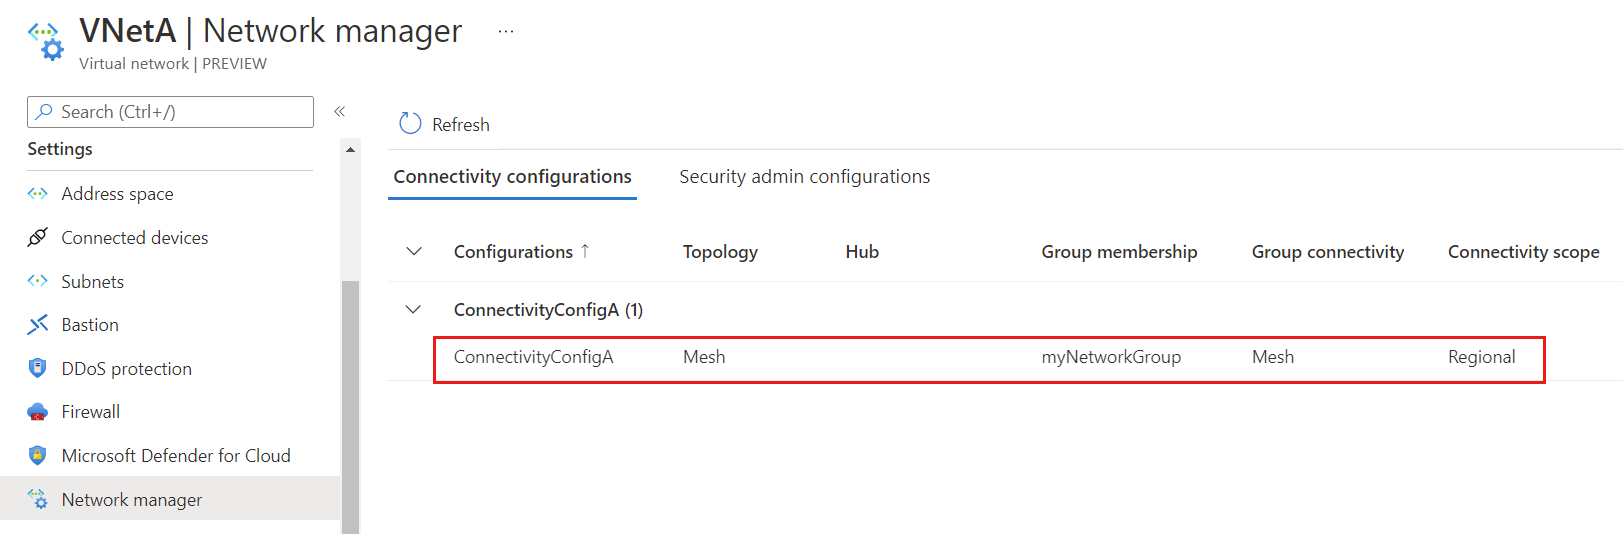 VNetA | Network manager ...
Virtual network | PREVIEW
Search (Ctrl+/)
«
Settings
Address space
Connected devices
Subnets
Bastion
DDoS protection
Firewall
Microsoft Defender for Cloud
Network manager
Refresh
Connectivity configurations Security admin configurations
Configurations ↑ Topology Hub Group membership Group connectivity Connectivity scope
ConnectivityConfigA (1)
ConnectivityConfigA Mesh myNetworkGroup Mesh Regional